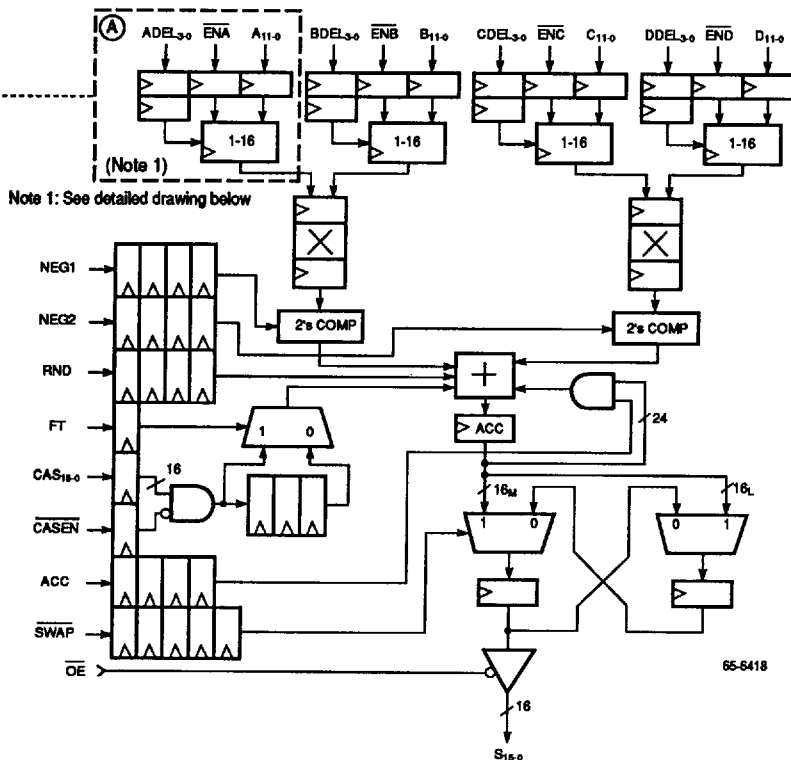 A
ADEL3-0 ENA A11-0 BDEL3-0 ENB B11-0 CDEL3-0 ENC C11-0 DDEL3-0 END D11-0
1-16 1-16 1-16 1-16
(Note 1)
Note 1: See detailed drawing below
NEG1
2's COMP 2's COMP
NEG2
RND
+
FT
1 0
ACC
24
CAS15-0
16
16M
16L
CASEN
1 0
0 1
ACC
SWAP
OE
65-6418
16
S15-0